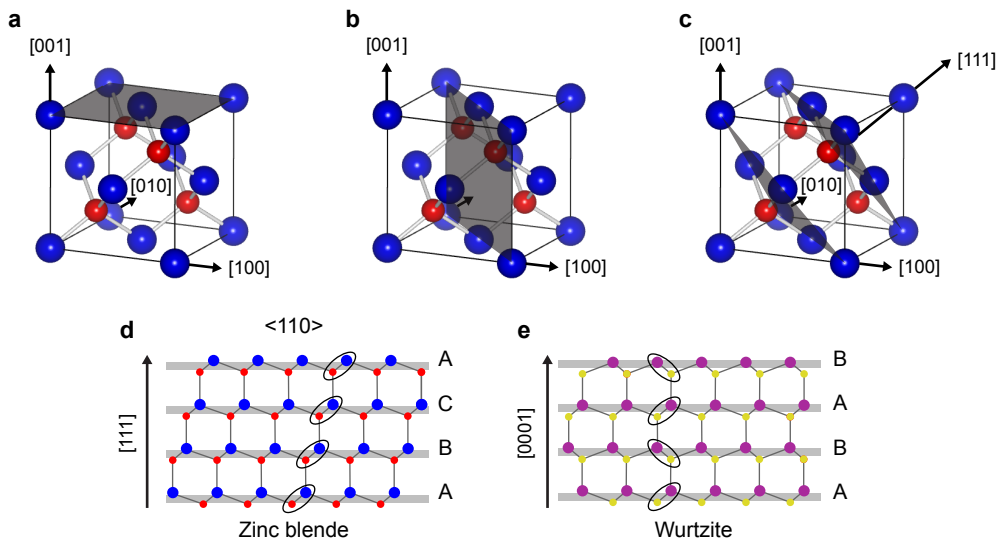 a
b
c
[001]
[001]
[001]
[111]
[010]
[010]
[100]
[100]
[100]
d
<110>
e
A
B
C
A
[111]
[0001]
B
B
A
A
Zinc blende
Wurtzite